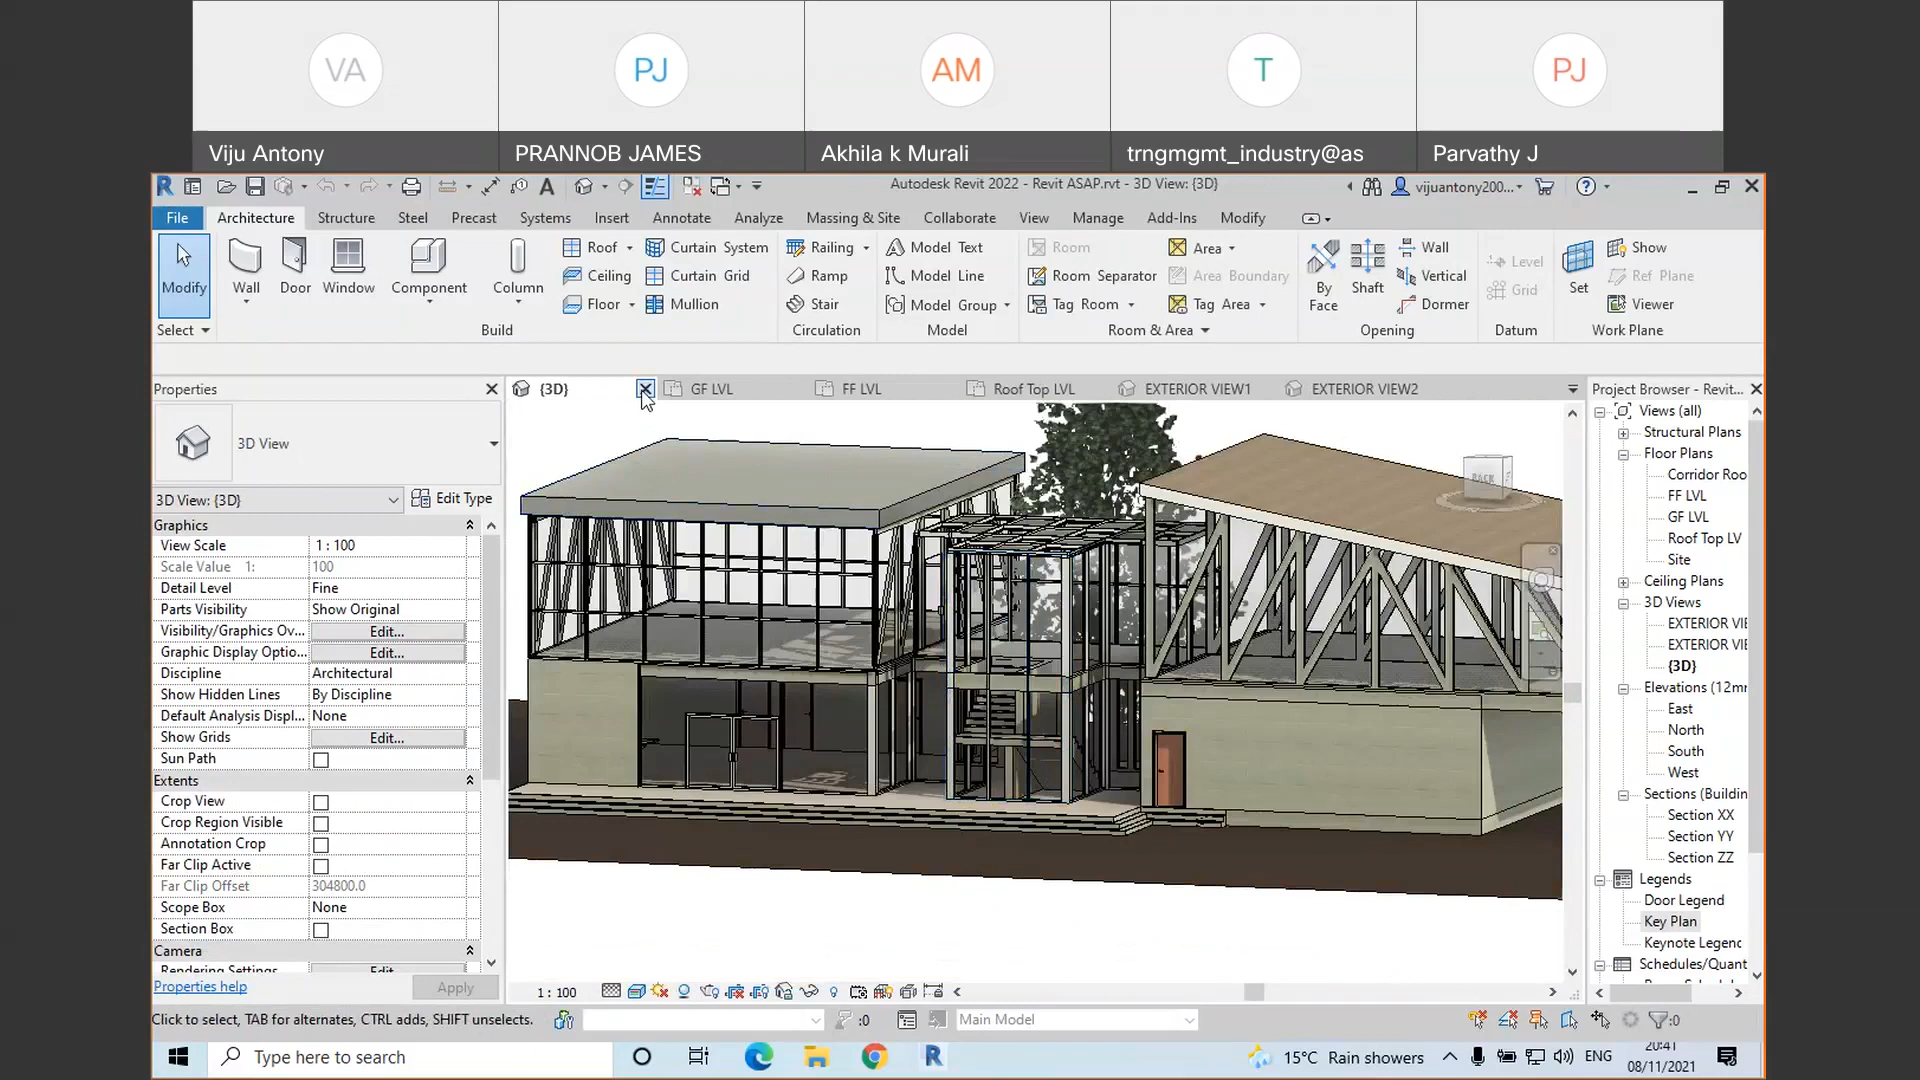 VA
PJ
AM
T
PJ
Viju Antony
PRANNOB JAMES
Akhila k Murali
trngmgmt_industry@as
Parvathy J
Autodesk Revit 2022 - Revit ASAP.rvt - 3D View: {3D}
vijuantony200...
File Architecture Structure Steel Precast Systems Insert Annotate Analyze Massing & Site Collaborate View Manage Add-Ins Modify
Modify
Wall
Door
Window
Component
Column
Roof
Ceiling
Floor
Curtain System
Curtain Grid
Mullion
Railing
Ramp
Stair
Model Text
Model Line
Model Group
Room
Room Separator
Tag Room
Area
Area Boundary
Tag Area
By Face
Shaft
Wall
Vertical
Dormer
Level
Grid
Set
Show
Ref Plane
Viewer
Select
Build
Circulation
Model
Room & Area
Opening
Datum
Work Plane
Properties
3D View
3D View: {3D}
Edit Type
Graphics
View Scale 1 : 100
Scale Value 1: 100
Detail Level Fine
Parts Visibility Show Original
Visibility/Graphics Ov... Edit...
Graphic Display Optio... Edit...
Discipline Architectural
Show Hidden Lines By Discipline
Default Analysis Displ... None
Show Grids Edit...
Sun Path
Extents
Crop View
Crop Region Visible
Annotation Crop
Far Clip Active
Far Clip Offset 304800.0
Scope Box None
Section Box
Camera
Rendering Settings Edit...
Properties help
Apply
{3D}
GF LVL
FF LVL
Roof Top LVL
EXTERIOR VIEW1
EXTERIOR VIEW2
BACK
Project Browser - Revit...
Views (all)
Structural Plans
Floor Plans
Corridor Roo
FF LVL
GF LVL
Roof Top LV
Site
Ceiling Plans
3D Views
EXTERIOR VIE
EXTERIOR VIE
{3D}
Elevations (12mm
East
North
South
West
Sections (Buildin
Section XX
Section YY
Section ZZ
Legends
Door Legend
Key Plan
Keynote Legend
Schedules/Quant
1 : 100
Click to select, TAB for alternates, CTRL adds, SHIFT unselects.
:0
Main Model
:0
Type here to search
15°C Rain showers
ENG
20:41
08/11/2021